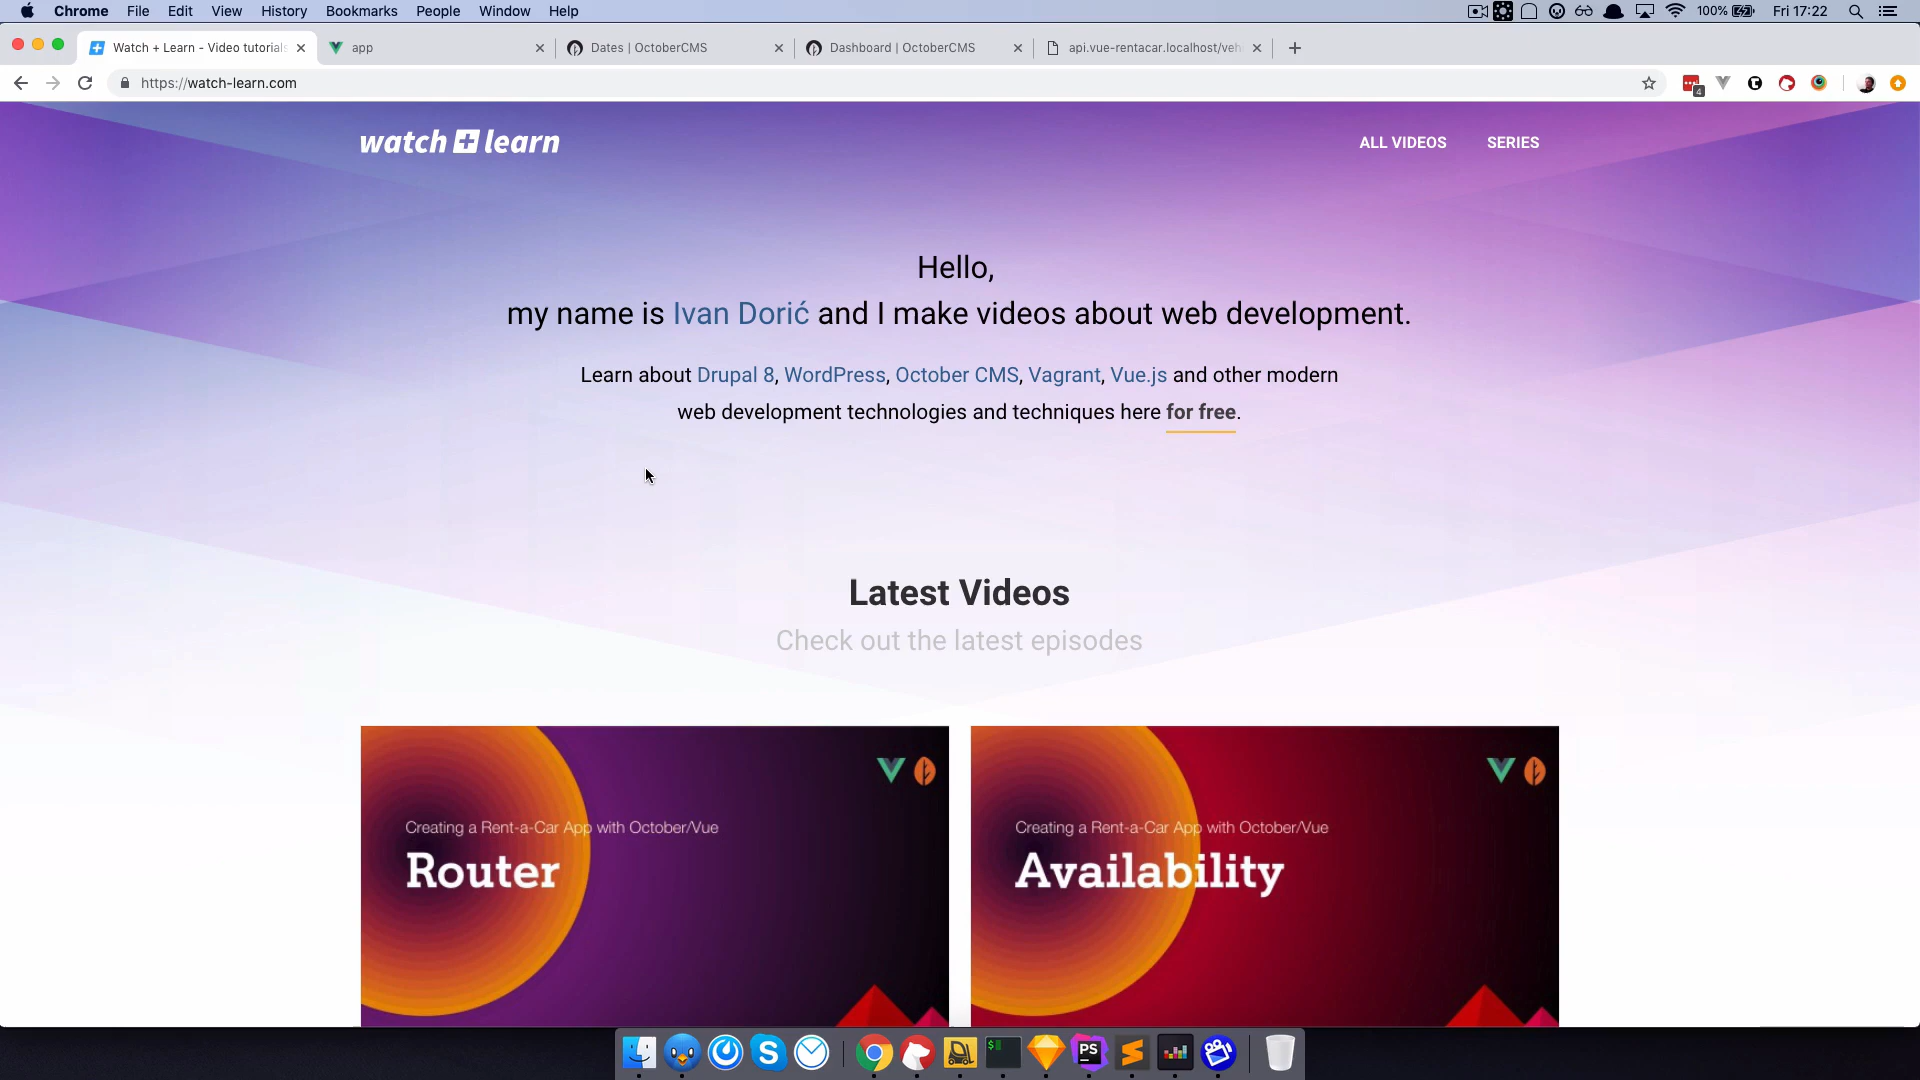 Chrome File Edit View History Bookmarks People Window Help 100% Fri 17:22
Watch + Learn - Video tutorials app Dates | OctoberCMS Dashboard | OctoberCMS api.vue-rentacar.localhost/veh
https://watch-learn.com
4
watch + learn ALL VIDEOS SERIES
Hello,
my name is Ivan Dorić and I make videos about web development.
Learn about Drupal 8, WordPress, October CMS, Vagrant, Vue.js and other modern
web development technologies and techniques here for free.
Latest Videos
Check out the latest episodes
Creating a Rent-a-Car App with October/Vue
Router
Creating a Rent-a-Car App with October/Vue
Availability
PS